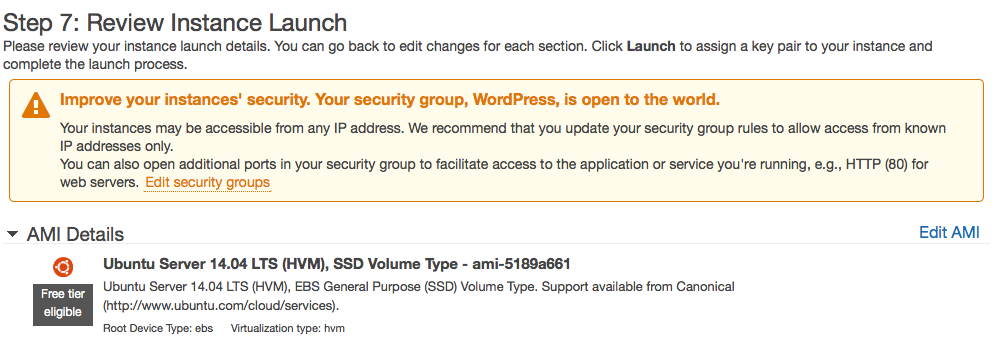 Step 7: Review Instance Launch
Please review your instance launch details. You can go back to edit changes for each section. Click Launch to assign a key pair to your instance and
complete the launch process.
Improve your instances' security. Your security group, WordPress, is open to the world.
Your instances may be accessible from any IP address. We recommend that you update your security group rules to allow access from known
IP addresses only.
You can also open additional ports in your security group to facilitate access to the application or service you're running, e.g., HTTP (80) for
web servers. Edit security groups
AMI Details Edit AMI
Ubuntu Server 14.04 LTS (HVM), SSD Volume Type - ami-5189a661
Free tier
eligible
Ubuntu Server 14.04 LTS (HVM), EBS General Purpose (SSD) Volume Type. Support available from Canonical
(http://www.ubuntu.com/cloud/services).
Root Device Type: ebs Virtualization type: hvm